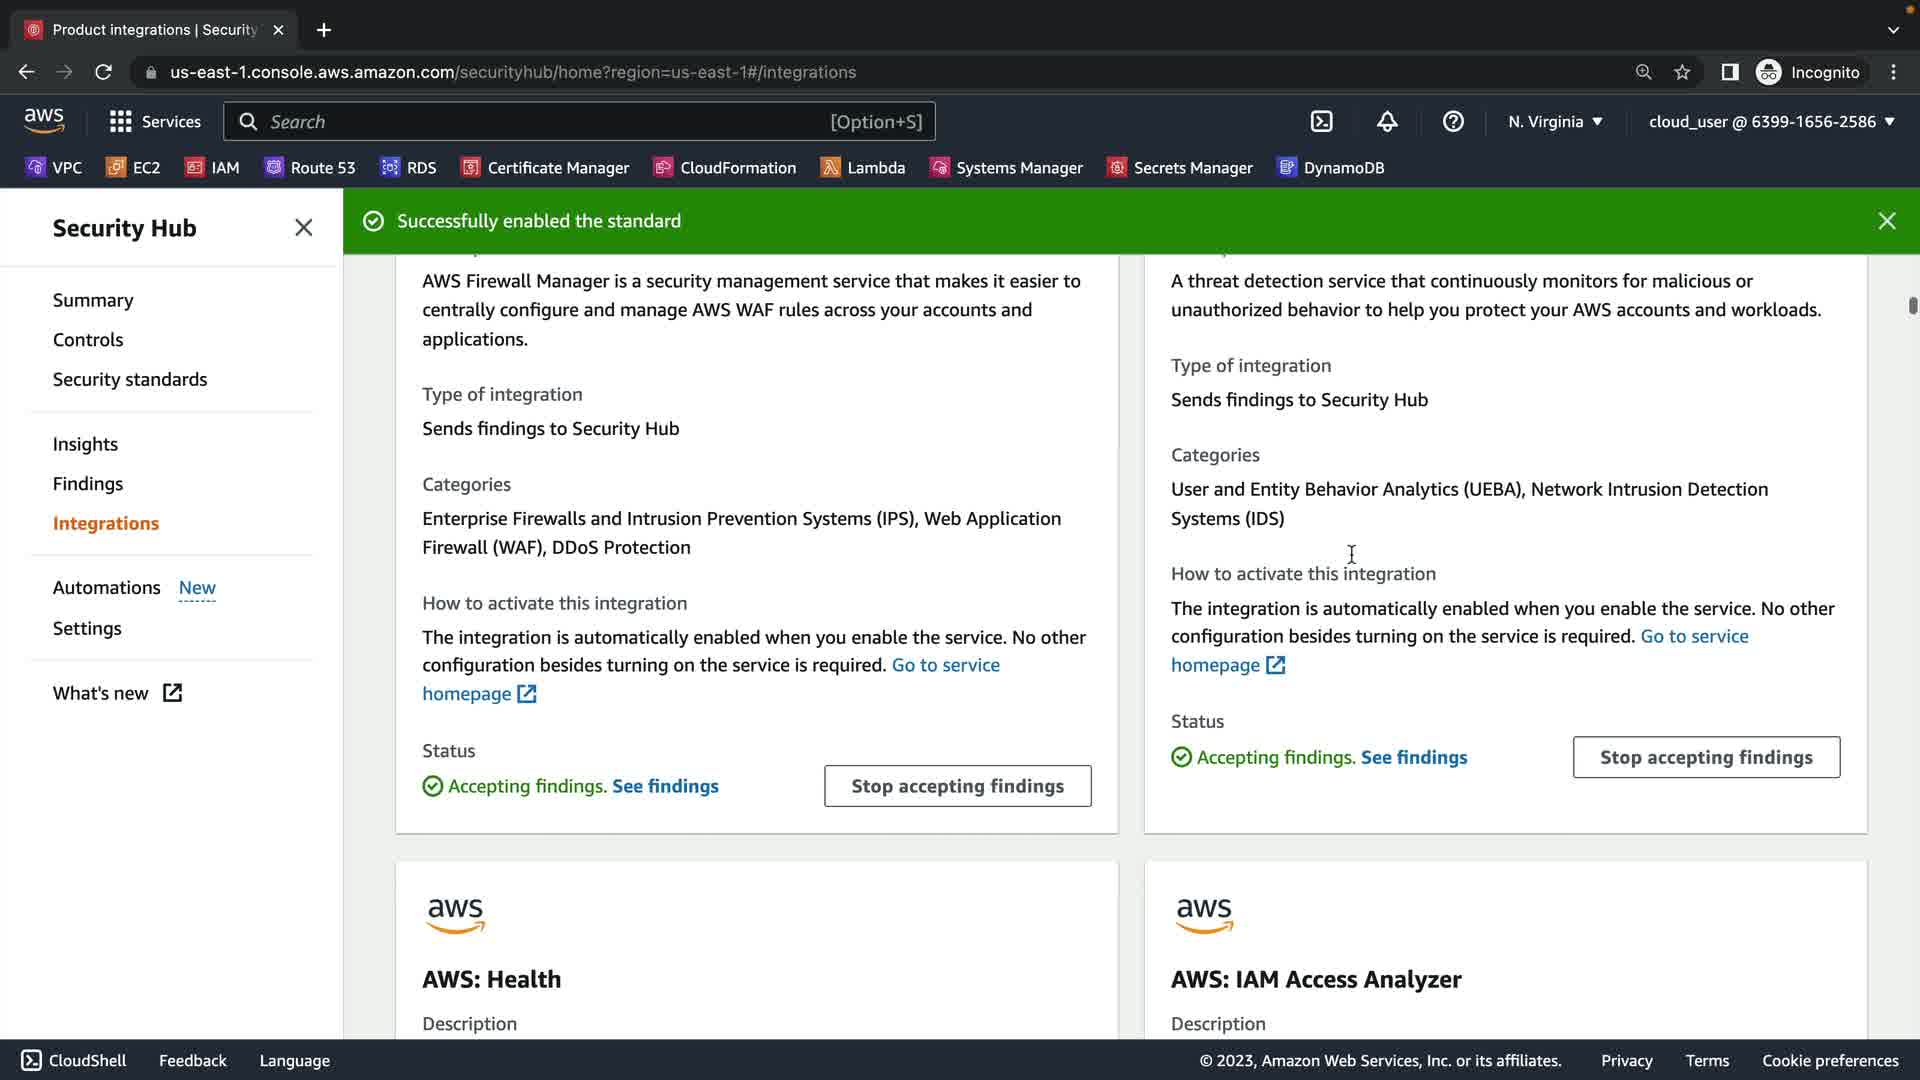 Product integrations | Security
us-east-1.console.aws.amazon.com/securityhub/home?region=us-east-1#/integrations
Incognito
aws
Services
Search
[Option+S]
N. Virginia
cloud_user @ 6399-1656-2586
VPC
EC2
IAM
Route 53
RDS
Certificate Manager
CloudFormation
Lambda
Systems Manager
Secrets Manager
DynamoDB
Security Hub
Summary
Controls
Security standards
Insights
Findings
Integrations
Automations New
Settings
What's new
Successfully enabled the standard
AWS Firewall Manager is a security management service that makes it easier to
centrally configure and manage AWS WAF rules across your accounts and
applications.
Type of integration
Sends findings to Security Hub
Categories
Enterprise Firewalls and Intrusion Prevention Systems (IPS), Web Application
Firewall (WAF), DDoS Protection
How to activate this integration
The integration is automatically enabled when you enable the service. No other
configuration besides turning on the service is required. Go to service
homepage
Status
Accepting findings. See findings
Stop accepting findings
A threat detection service that continuously monitors for malicious or
unauthorized behavior to help you protect your AWS accounts and workloads.
Type of integration
Sends findings to Security Hub
Categories
User and Entity Behavior Analytics (UEBA), Network Intrusion Detection
Systems (IDS)
How to activate this integration
The integration is automatically enabled when you enable the service. No other
configuration besides turning on the service is required. Go to service
homepage
Status
Accepting findings. See findings
Stop accepting findings
aws
AWS: Health
Description
aws
AWS: IAM Access Analyzer
Description
CloudShell
Feedback
Language
© 2023, Amazon Web Services, Inc. or its affiliates.
Privacy
Terms
Cookie preferences